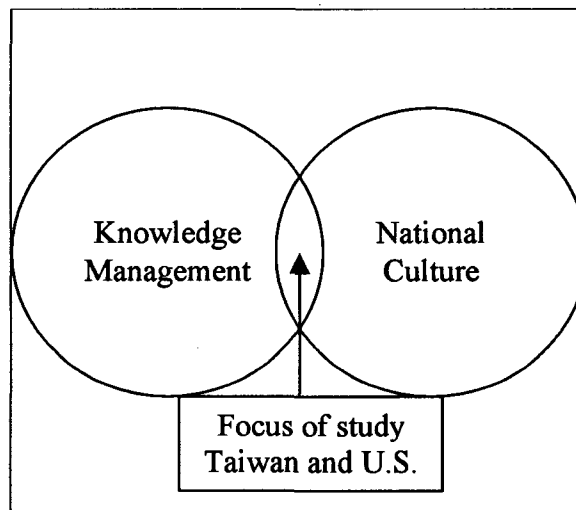 Knowledge
Management
National
Culture
Focus of study
Taiwan and U.S.